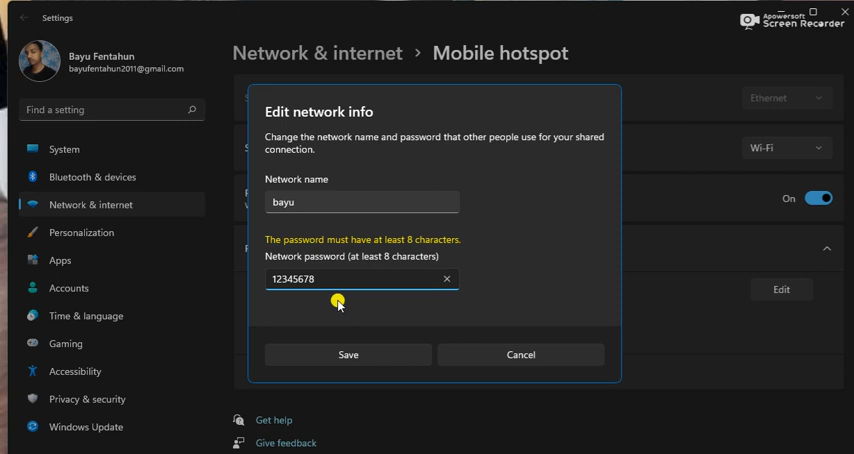 Settings
Apowersoft
Screen Recorder
Bayu Fentahun
bayufentahun2011@gmail.com
Find a setting
System
Bluetooth & devices
Network & internet
Personalization
Apps
Accounts
Time & language
Gaming
Accessibility
Privacy & security
Windows Update
Network & internet > Mobile hotspot
Ethernet
Wi-Fi
On
Edit
Edit network info
Change the network name and password that other people use for your shared
connection.
Network name
bayu
The password must have at least 8 characters.
Network password (at least 8 characters)
12345678
Save
Cancel
Get help
Give feedback